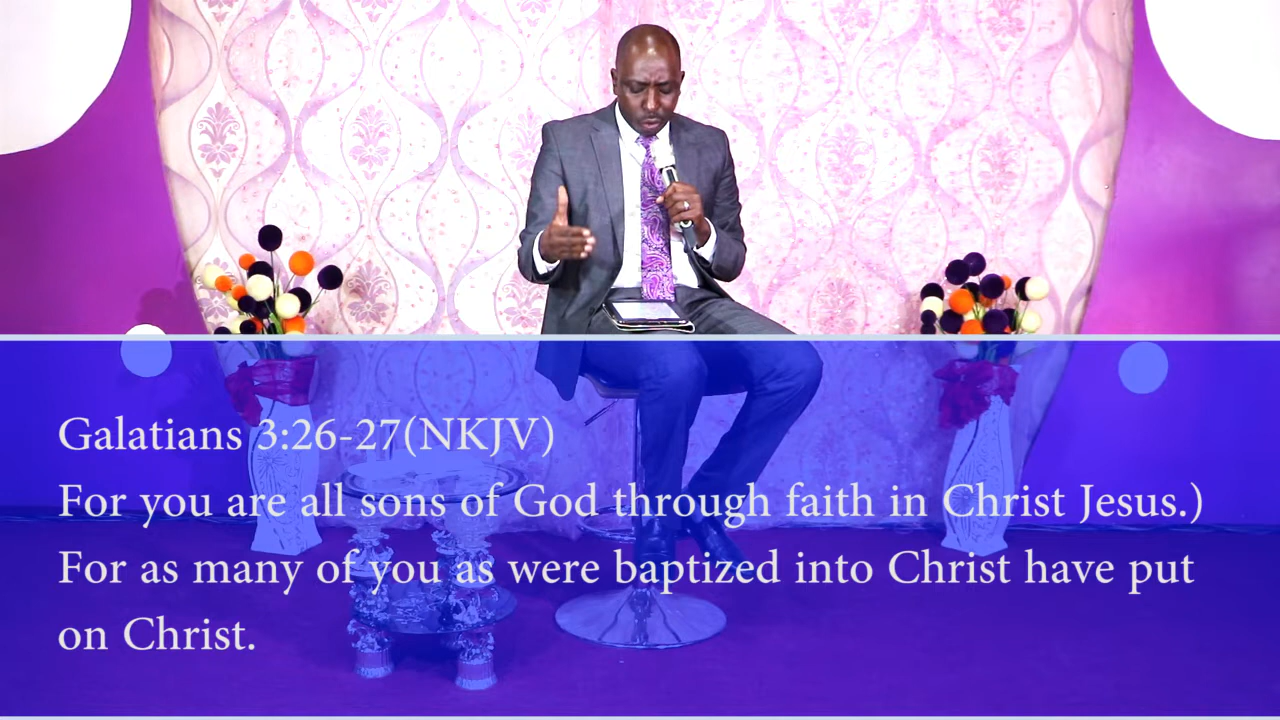 Galatians 3:26-27(NKJV)
For you are all sons of God through faith in Christ Jesus.)
For as many of you as were baptized into Christ have put
on Christ.